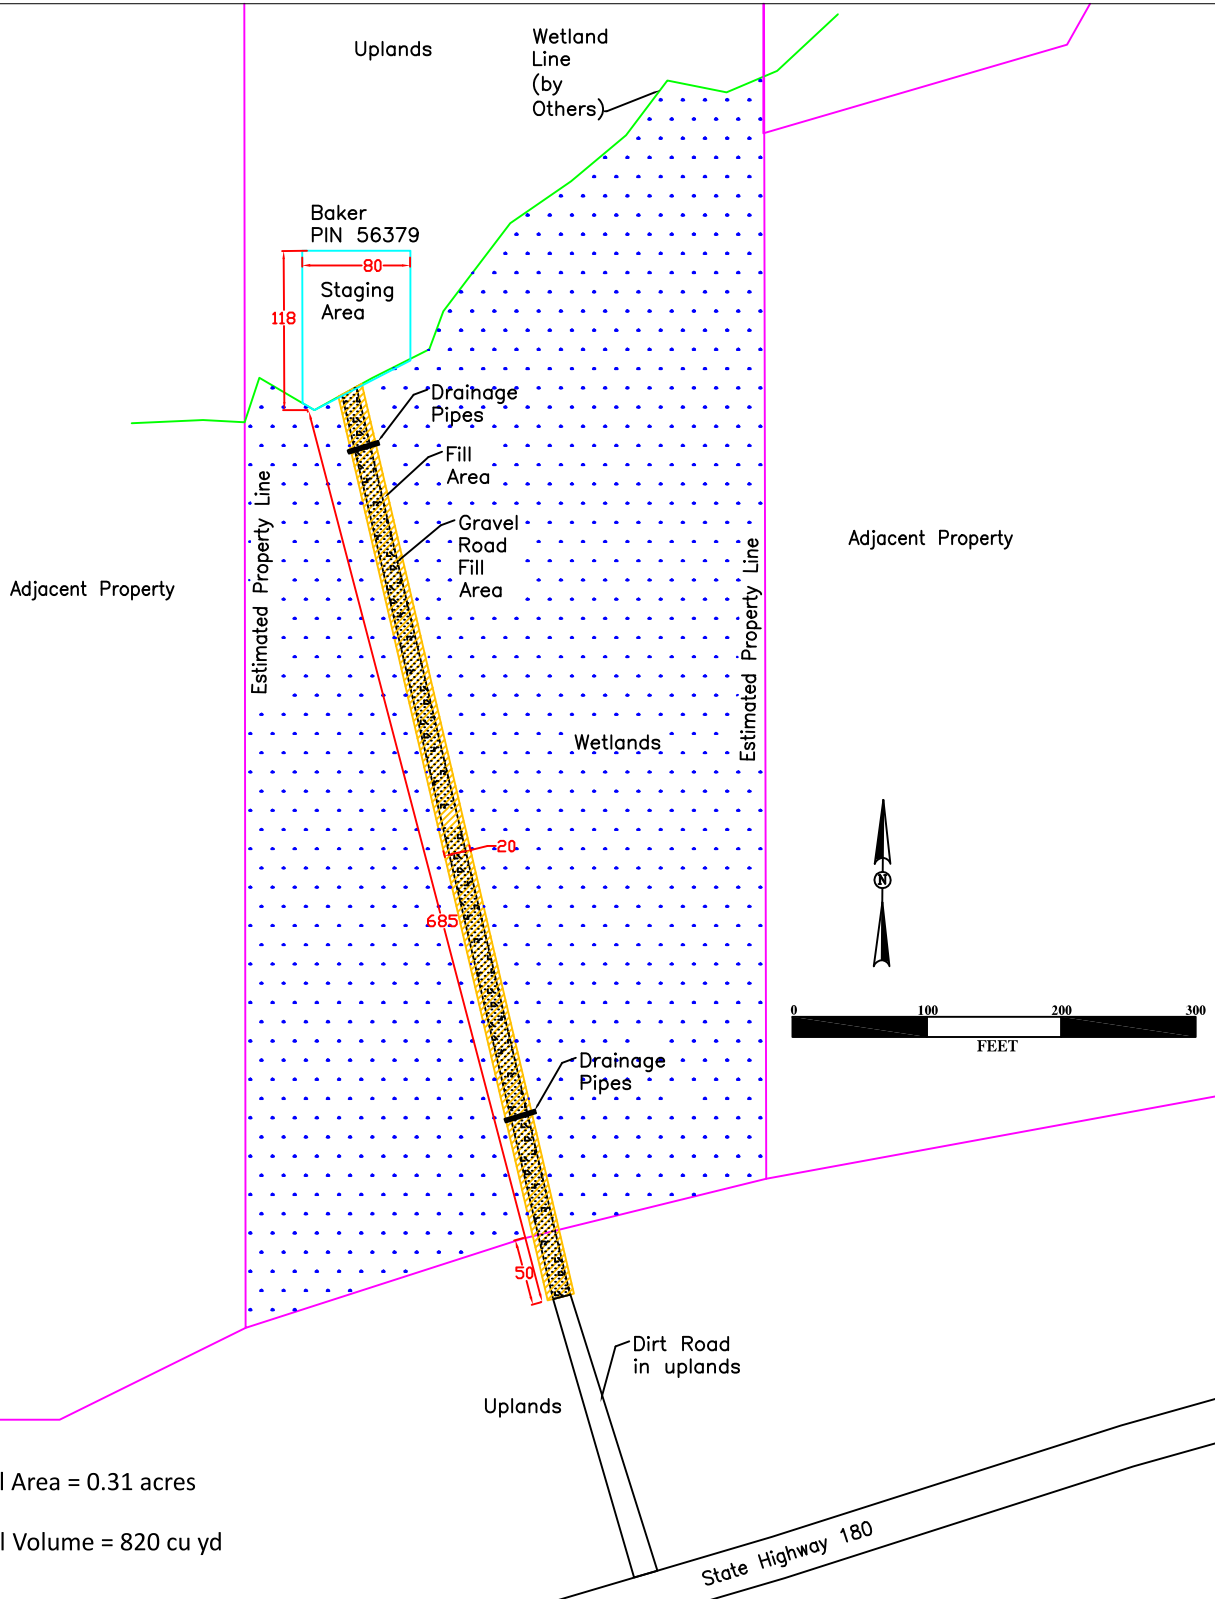 Uplands
Wetland
Line
(by
Others)
Baker
PIN 56379
80
Staging
Area
118
Drainage
Pipes
Fill
Area
Gravel
Road
Fill
Area
Estimated Property Line
Estimated Property Line
Adjacent Property
Adjacent Property
Wetlands
20
685
N
0 100 200 300
FEET
Drainage
Pipes
50
Dirt Road
in uplands
Uplands
l Area = 0.31 acres
l Volume = 820 cu yd
State Highway 180